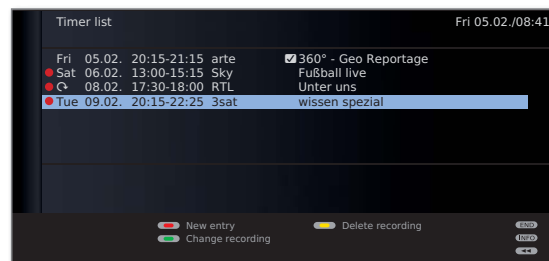 Timer list Fri 05.02./08:41
Fri 05.02. 20:15-21:15 arte 360° - Geo Reportage
Sat 06.02. 13:00-15:15 Sky Fußball live
08.02. 17:30-18:00 RTL Unter uns
Tue 09.02. 20:15-22:25 3sat wissen spezial
New entry Delete recording END
Change recording INFO